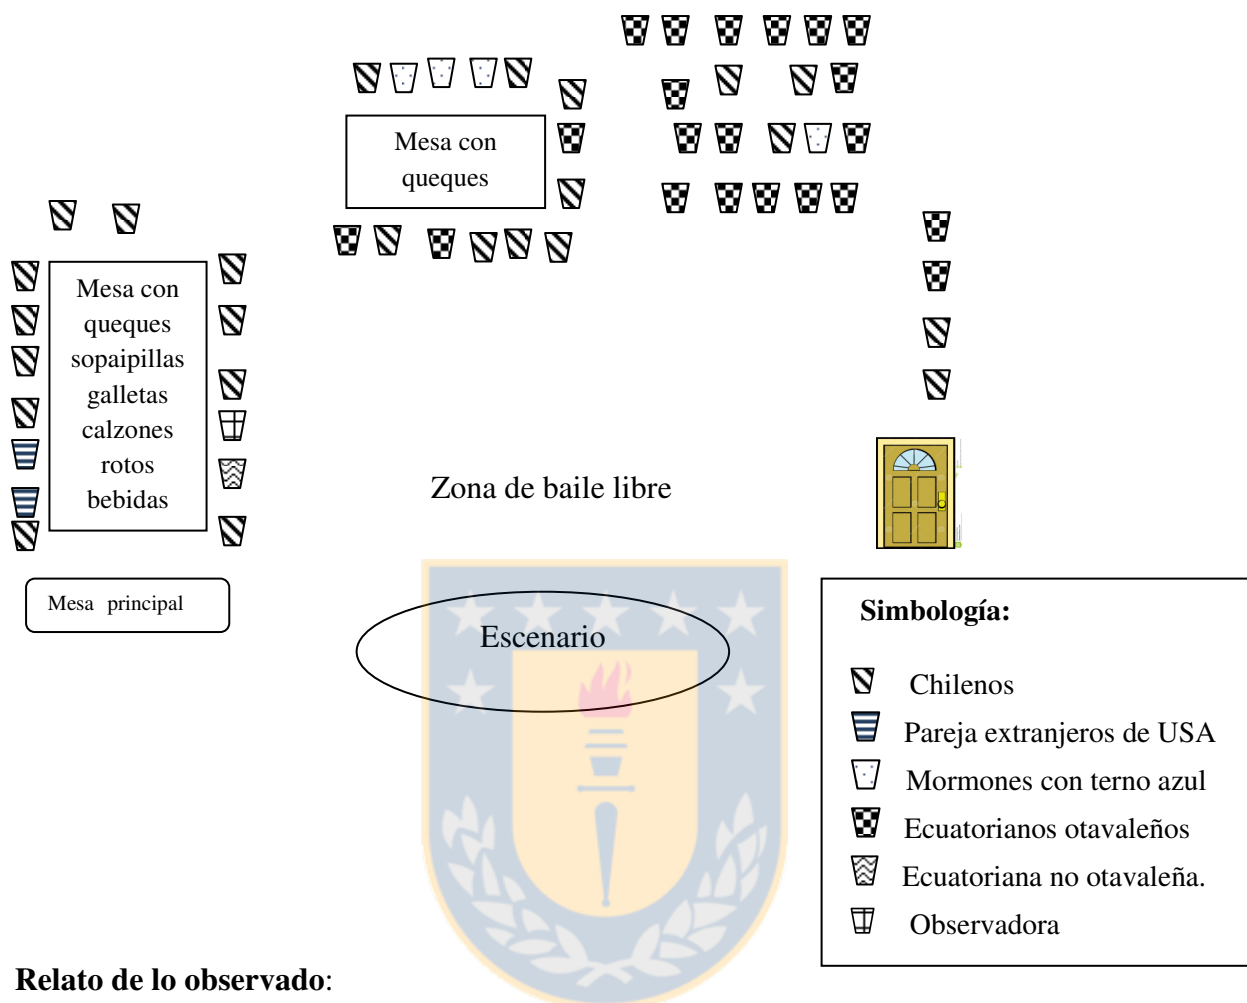 Mesa con
queques
Mesa con
queques
sopaipillas
galletas
calzones
rotos
bebidas
Zona de baile libre
Mesa principal
Escenario
Simbología:
Chilenos
Pareja extranjeros de USA
Mormones con terno azul
Ecuatorianos otavaleños
Ecuatoriana no otavaleña.
Observadora
Relato de lo observado: